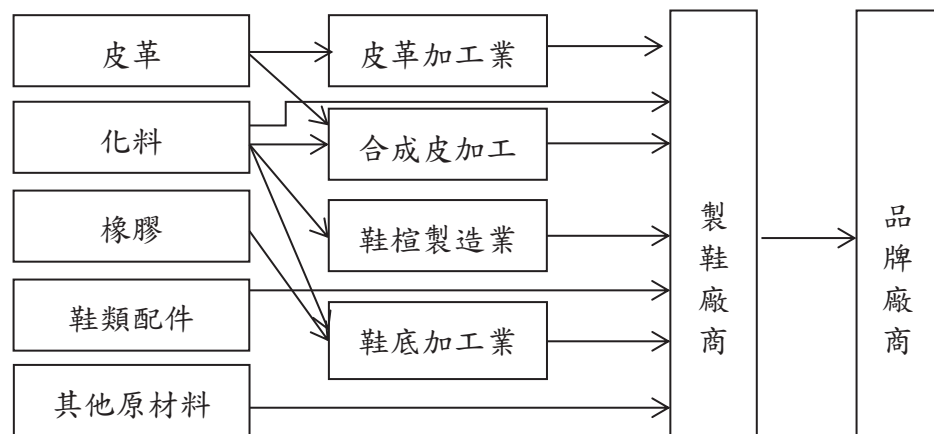 皮革
化料
橡膠
鞋類配件
其他原材料
皮革加工業
合成皮加工
鞋楦製造業
鞋底加工業
製鞋廠商
品牌廠商